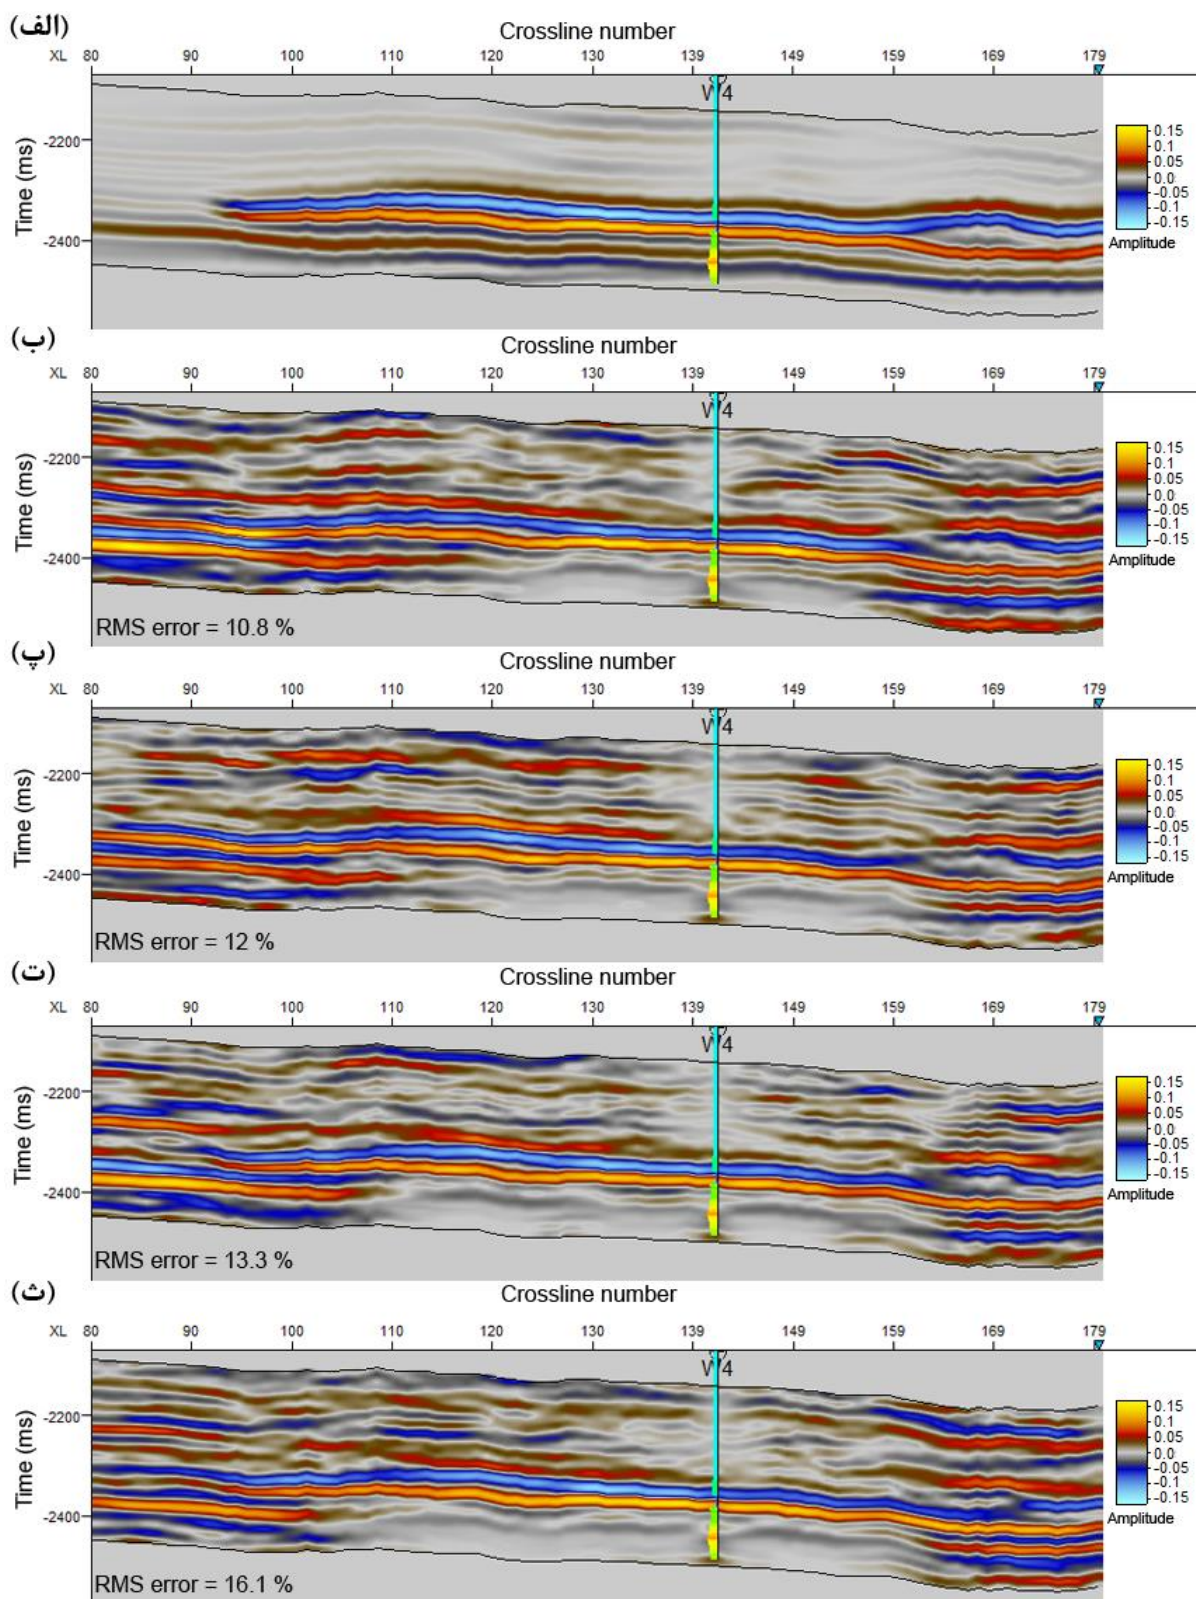 (الف)
Crossline number
XL 80 90 100 110 120 130 139 149 159 169 179
W4
Time (ms)
-2200
-2400
0.15
0.1
0.05
0.0
-0.05
-0.1
-0.15
Amplitude
(ب)
Crossline number
XL 80 90 100 110 120 130 139 149 159 169 179
W4
Time (ms)
-2200
-2400
0.15
0.1
0.05
0.0
-0.05
-0.1
-0.15
Amplitude
RMS error = 10.8 %
(پ)
Crossline number
XL 80 90 100 110 120 130 139 149 159 169 179
W4
Time (ms)
-2200
-2400
0.15
0.1
0.05
0.0
-0.05
-0.1
-0.15
Amplitude
RMS error = 12 %
(ت)
Crossline number
XL 80 90 100 110 120 130 139 149 159 169 179
W4
Time (ms)
-2200
-2400
0.15
0.1
0.05
0.0
-0.05
-0.1
-0.15
Amplitude
RMS error = 13.3 %
(ث)
Crossline number
XL 80 90 100 110 120 130 139 149 159 169 179
W4
Time (ms)
-2200
-2400
0.15
0.1
0.05
0.0
-0.05
-0.1
-0.15
Amplitude
RMS error = 16.1 %